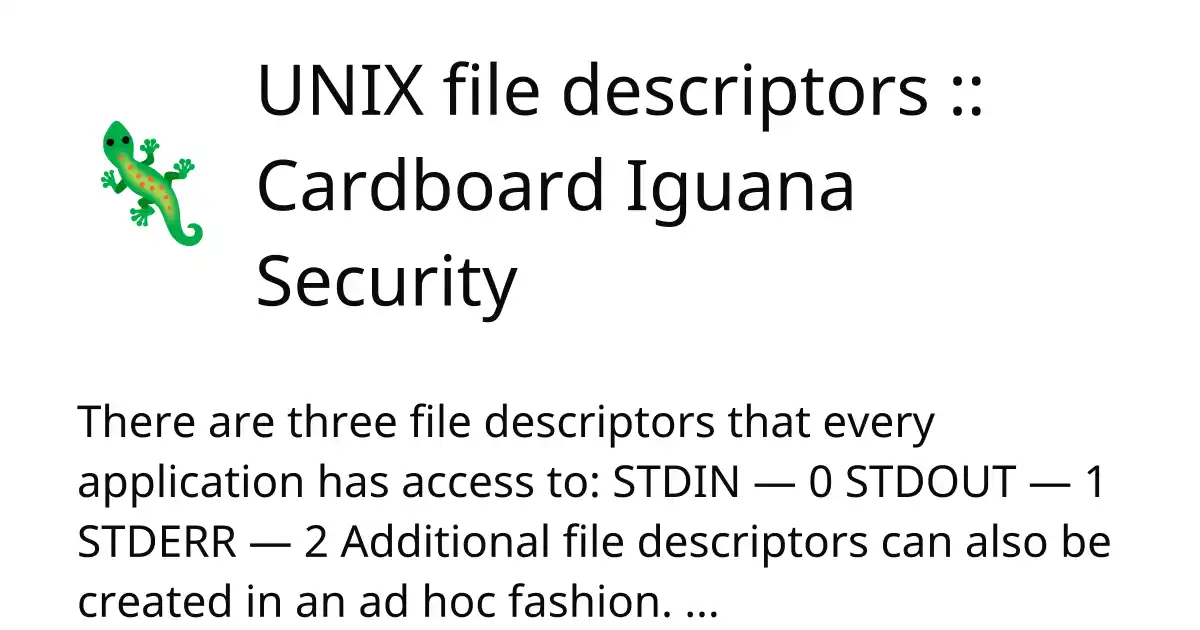 UNIX file descriptors ::
Cardboard Iguana
Security
There are three file descriptors that every
application has access to: STDIN — 0 STDOUT — 1
STDERR — 2 Additional file descriptors can also be
created in an ad hoc fashion. ...